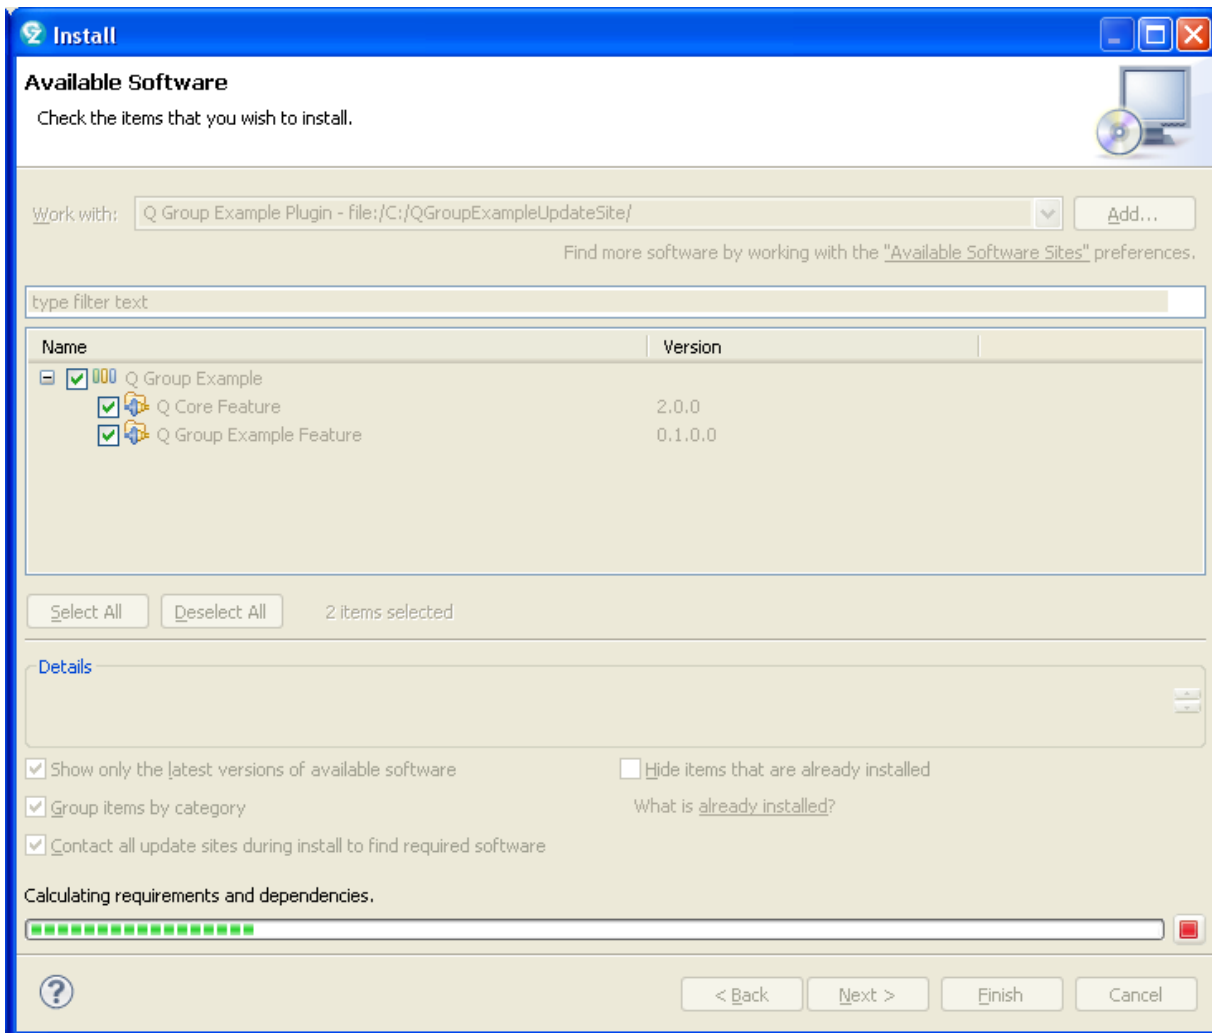 Install
Available Software
Check the items that you wish to install.
Work with: Q Group Example Plugin - file:/C:/QGroupExampleUpdateSite/ Add...
Find more software by working with the "Available Software Sites" preferences.
type filter text
Name Version
Q Group Example
Q Core Feature 2.0.0
Q Group Example Feature 0.1.0.0
Select All Deselect All 2 items selected
Details
Show only the latest versions of available software Hide items that are already installed
Group items by category What is already installed?
Contact all update sites during install to find required software
Calculating requirements and dependencies.
< Back Next > Finish Cancel